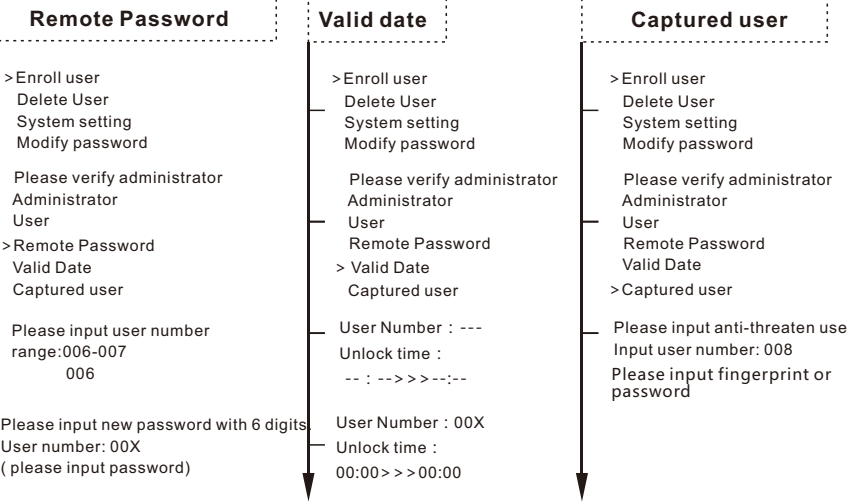 Remote Password
>Enroll user
Delete User
System setting
Modify password
Please verify administrator
Administrator
User
>Remote Password
Valid Date
Captured user
Please input user number
range:006-007
006
Please input new password with 6 digits.
User number: 00X
( please input password)
Valid date
>Enroll user
Delete User
System setting
Modify password
Please verify administrator
Administrator
User
Remote Password
> Valid Date
Captured user
User Number : ---
Unlock time :
-- : -->>>--:--
User Number : 00X
Unlock time :
00:00>>>00:00
Captured user
>Enroll user
Delete User
System setting
Modify password
Please verify administrator
Administrator
User
Remote Password
Valid Date
>Captured user
Please input anti-threaten use
Input user number: 008
Please input fingerprint or
password